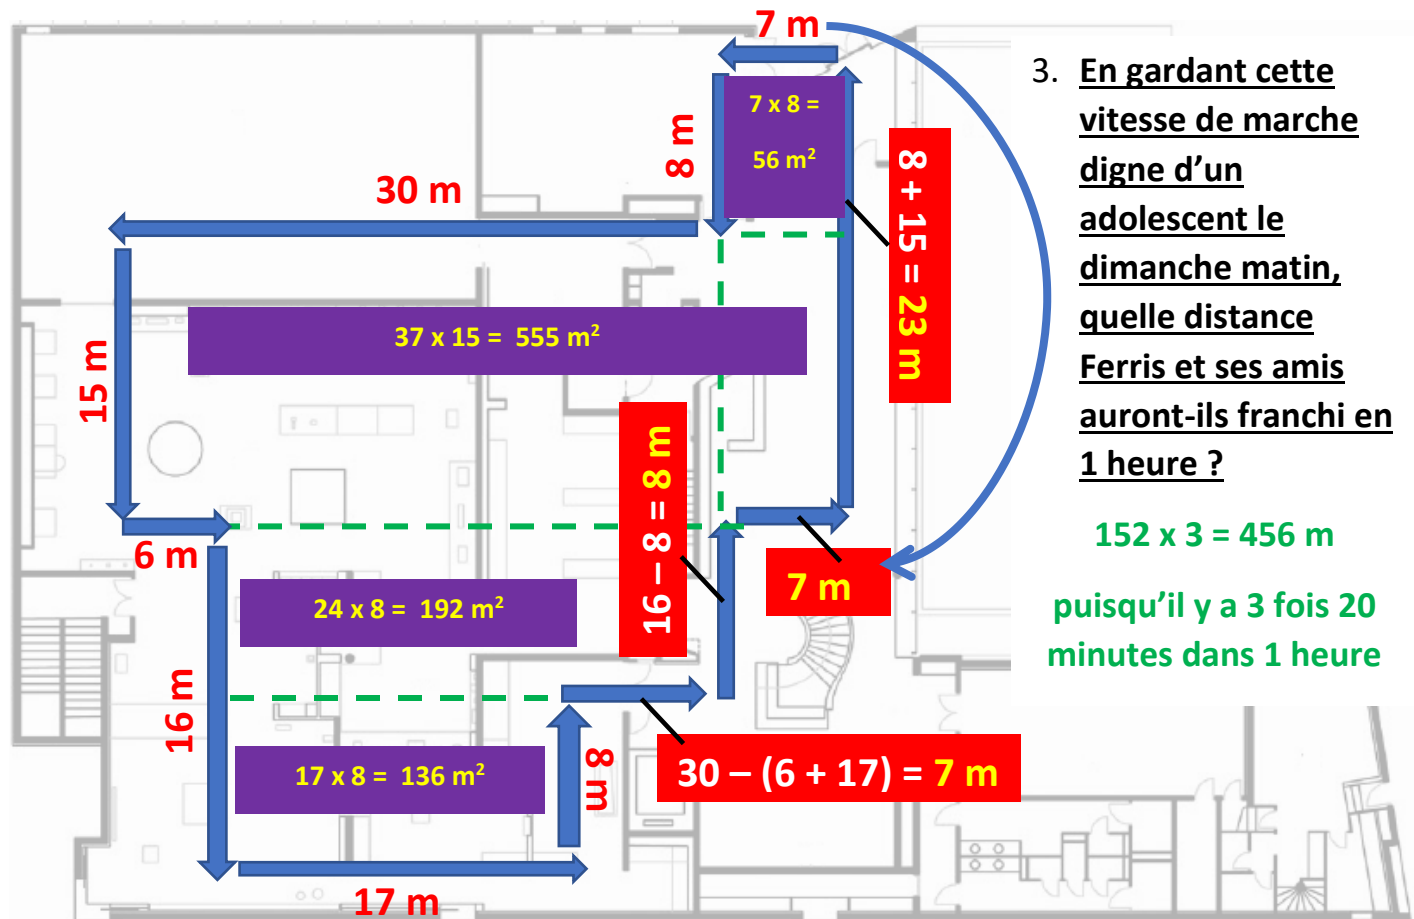 7 m
7 x 8 =
56 m²
8 m
30 m
8 + 15 = 23 m
37 x 15 =  555 m²
15 m
16 – 8 = 8 m
6 m
7 m
24 x 8 =  192 m²
16 m
30 – (6 + 17) = 7 m
17 x 8 =  136 m²
8 m
17 m
3. En gardant cette
vitesse de marche
digne d’un
adolescent le
dimanche matin,
quelle distance
Ferris et ses amis
auront-ils franchi en
1 heure ?
152 x 3 = 456 m
puisqu’il y a 3 fois 20
minutes dans 1 heure